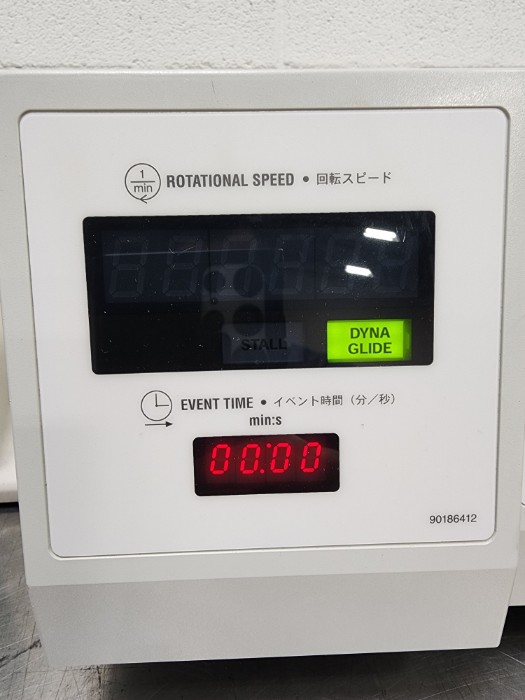 1
min
ROTATIONAL SPEED • 回転スピード
STALL
DYNA
GLIDE
EVENT TIME • イベント時間（分／秒）
min:s
00:00
90186412